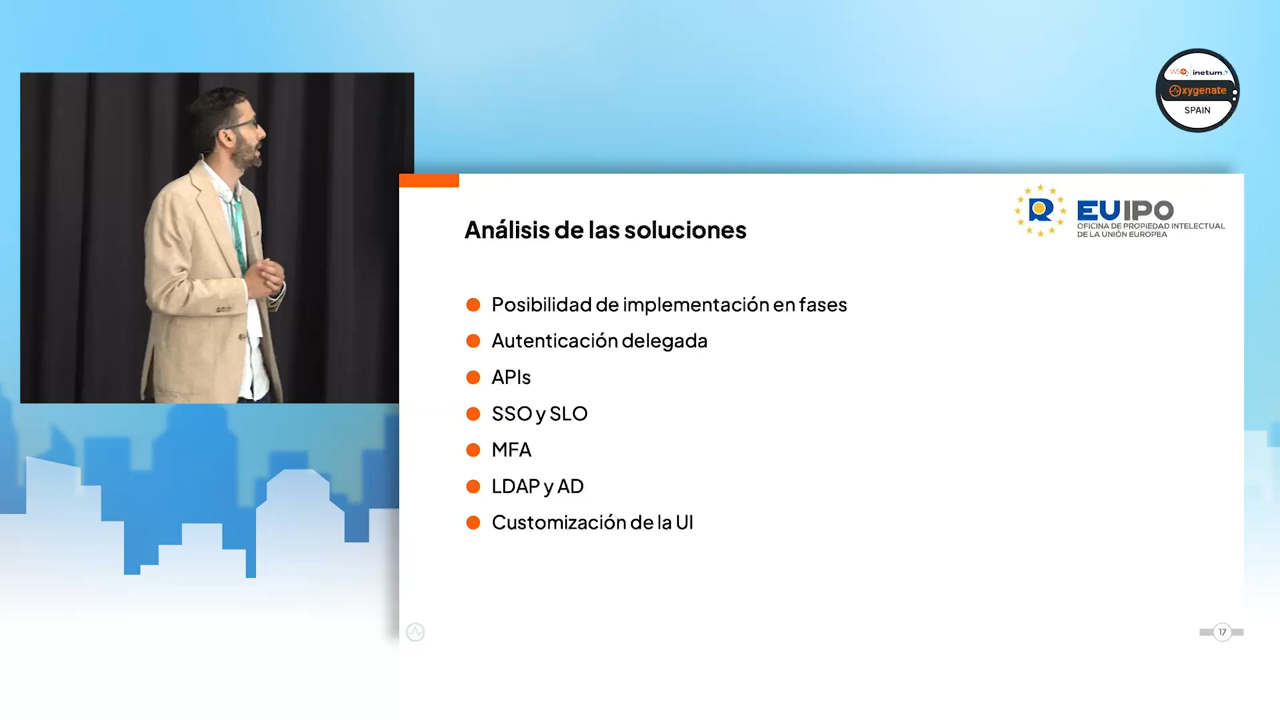 WSO2 inetum.
Oxygenate
SPAIN
EUIPO
OFICINA DE PROPIEDAD INTELECTUAL
DE LA UNIÓN EUROPEA
Análisis de las soluciones
Posibilidad de implementación en fases
Autenticación delegada
APIs
SSO y SLO
MFA
LDAP y AD
Customización de la UI
17